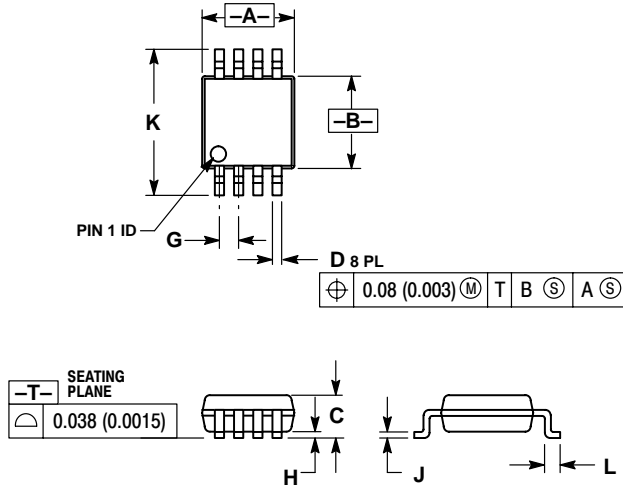 –A–
K
–B–
PIN 1 ID
G
D 8 PL
⌖ 0.08 (0.003) Ⓜ T B Ⓢ A Ⓢ
–T– SEATING PLANE
⌓ 0.038 (0.0015)
C
H
J
L